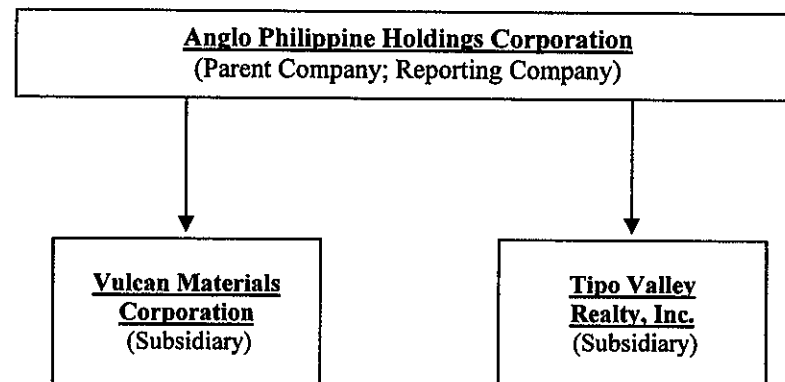 Anglo Philippine Holdings Corporation
(Parent Company; Reporting Company)
Vulcan Materials
Corporation
(Subsidiary)
Tipo Valley
Realty, Inc.
(Subsidiary)